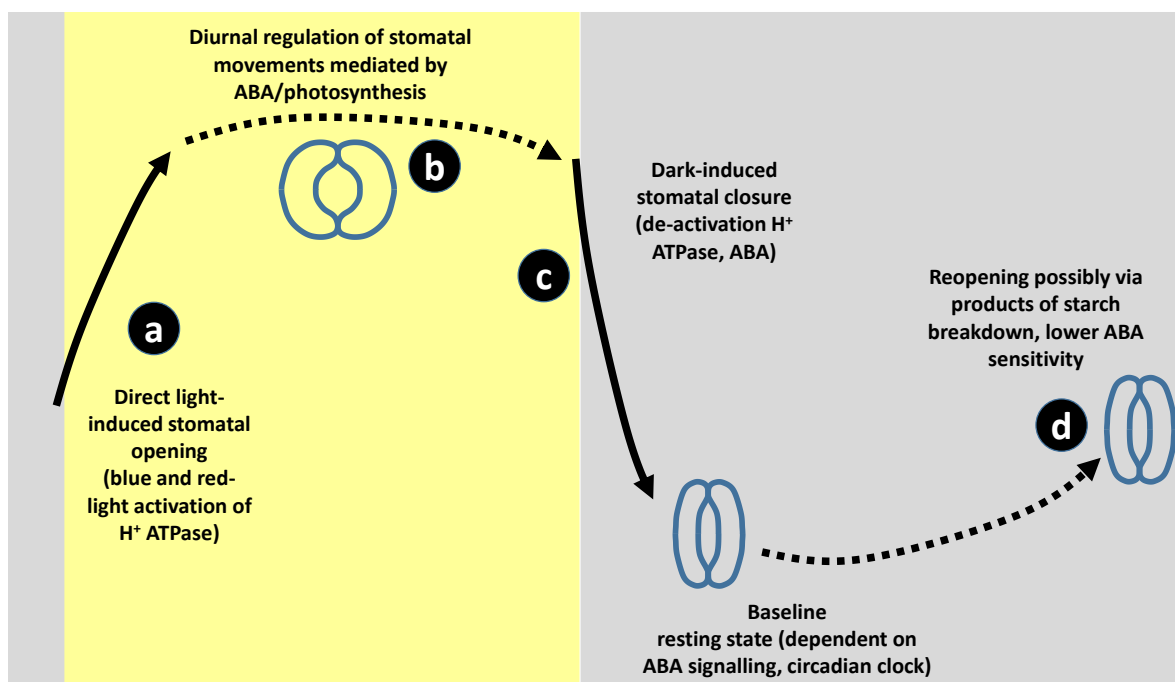 Diurnal regulation of stomatal
movements mediated by
ABA/photosynthesis
b
a
Direct light-
induced stomatal
opening
(blue and red-
light activation of
H⁺ ATPase)
c
Dark-induced
stomatal closure
(de-activation H⁺
ATPase, ABA)
Baseline
resting state (dependent on
ABA signalling, circadian clock)
Reopening possibly via
products of starch
breakdown, lower ABA
sensitivity
d